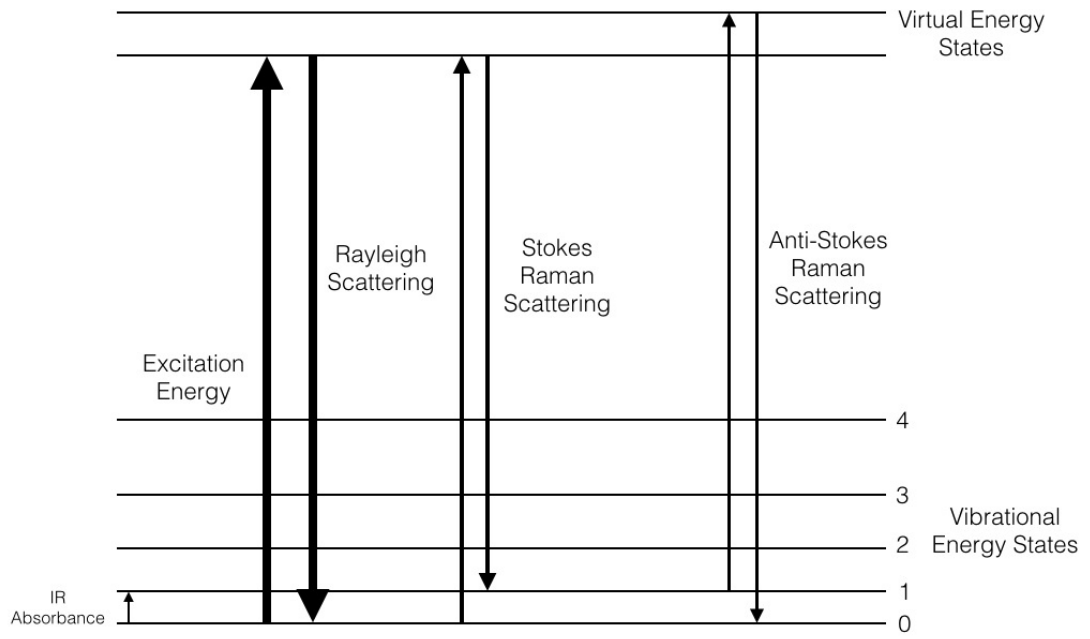 Virtual Energy
States
Rayleigh
Scattering
Stokes
Raman
Scattering
Anti-Stokes
Raman
Scattering
Excitation
Energy
4
3
Vibrational
Energy States
2
1
IR
Absorbance
0